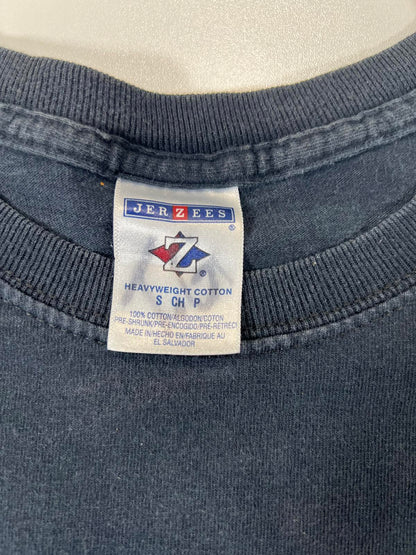 JERZEES
®
Z
®
HEAVYWEIGHT COTTON
S CH P
100% COTTON/ALGODON/COTON
PRE-SHRUNK/PRE-ENCOGIDO/PRE-RETRECI
MADE IN/HECHO EN/FABRIQUE AU
EL SALVADOR